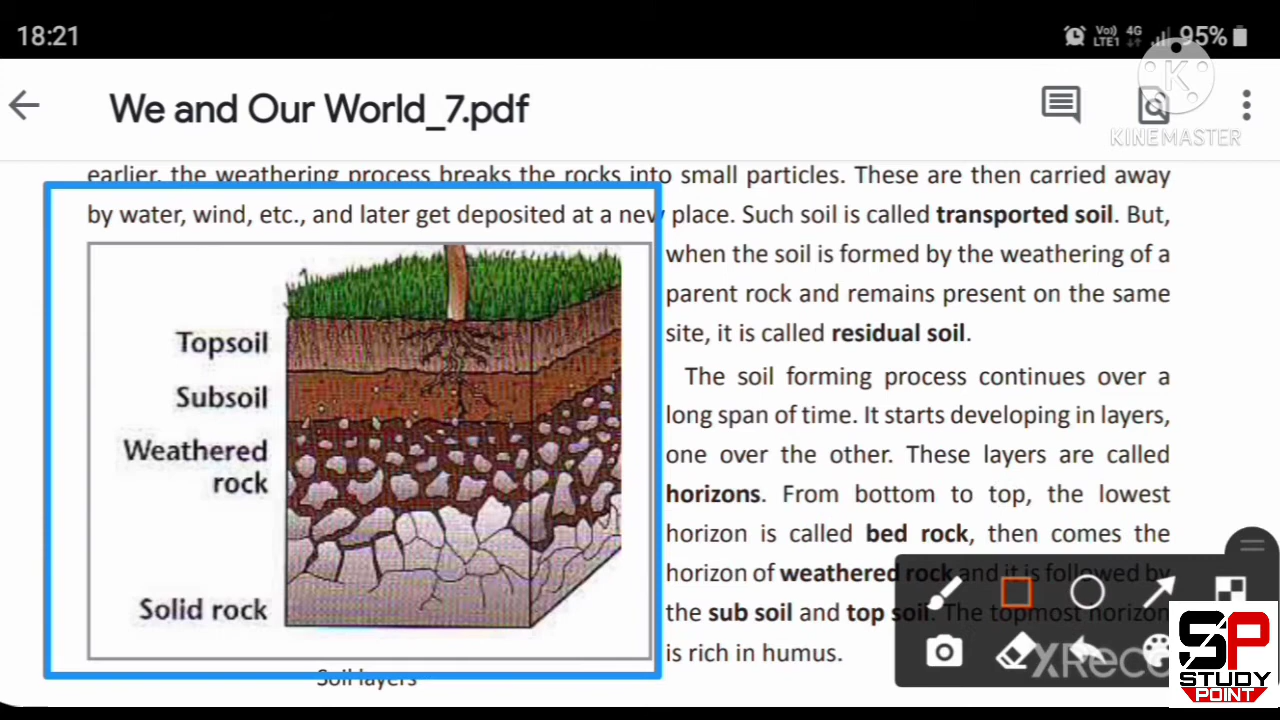 18:21
Vo)) 4G
LTE1
95%
We and Our World_7.pdf
KINEMASTER
earlier, the weathering process breaks the rocks into small particles. These are then carried away
by water, wind, etc., and later get deposited at a new place. Such soil is called transported soil. But,
when the soil is formed by the weathering of a
parent rock and remains present on the same
site, it is called residual soil.
The soil forming process continues over a
long span of time. It starts developing in layers,
one over the other. These layers are called
horizons. From bottom to top, the lowest
horizon is called bed rock, then comes the
horizon of weathered rock and it is followed by
the sub soil and top soil. The topmost horizon
is rich in humus.
Topsoil
Subsoil
Weathered
rock
Solid rock
Soil layers
XReco
SP
STUDY
POINT